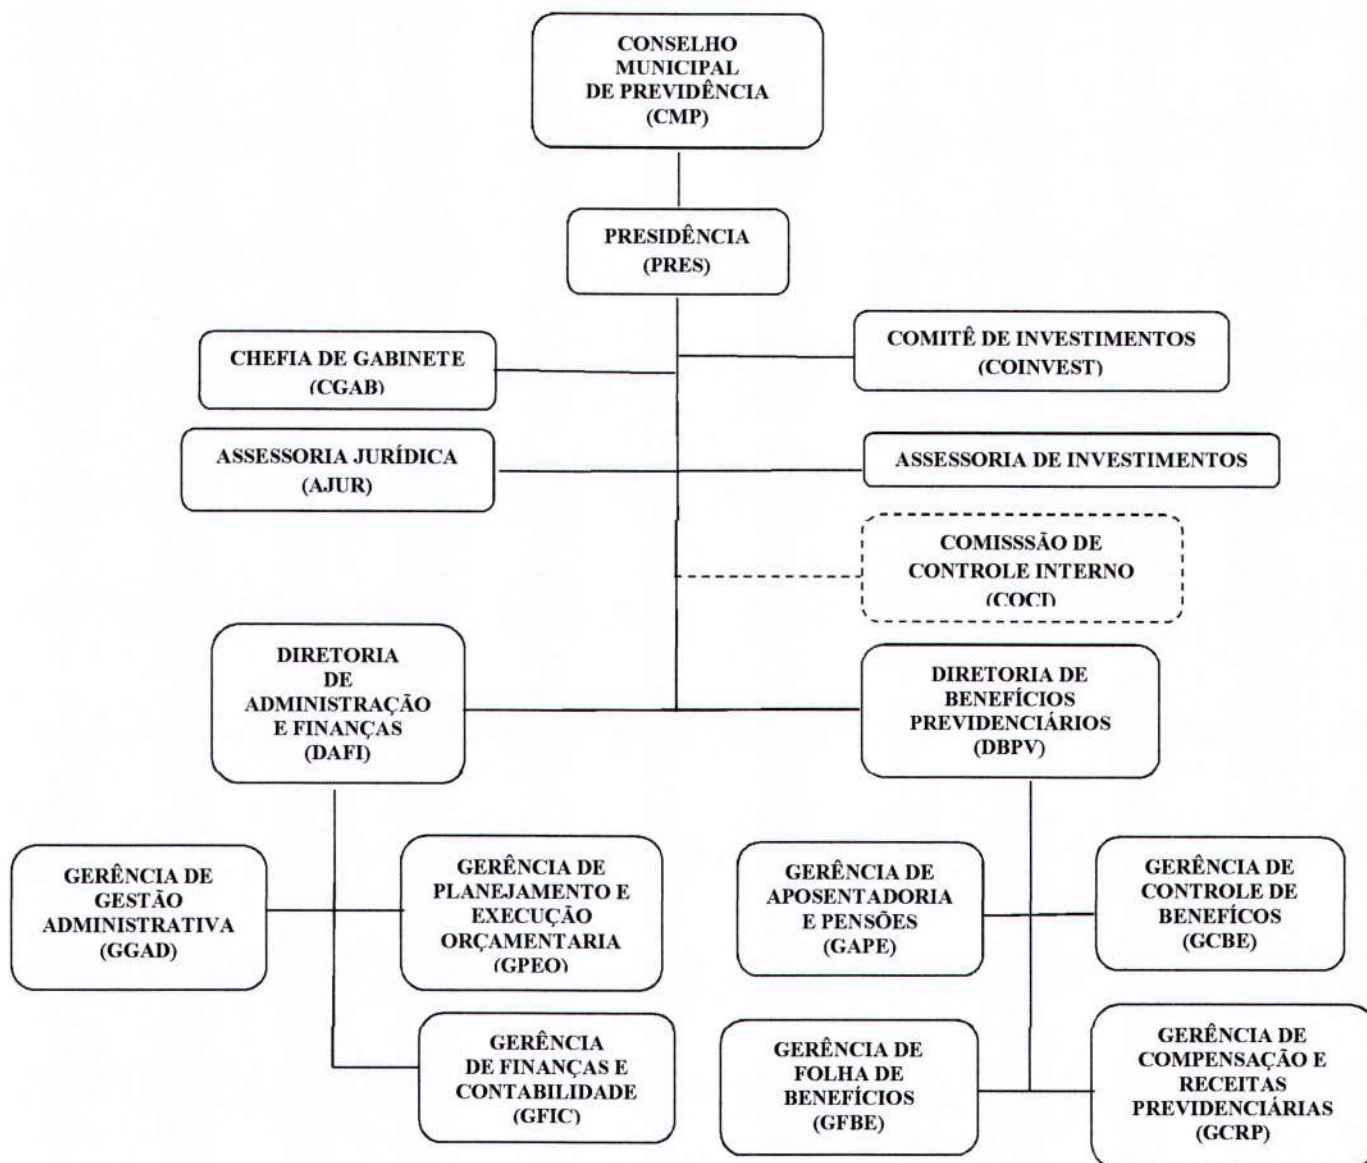 CONSELHO
MUNICIPAL
DE PREVIDÊNCIA
(CMP)
PRESIDÊNCIA
(PRES)
CHEFIA DE GABINETE
(CGAB)
COMITÊ DE INVESTIMENTOS
(COINVEST)
ASSESSORIA JURÍDICA
(AJUR)
ASSESSORIA DE INVESTIMENTOS
COMISSSÃO DE
CONTROLE INTERNO
(COCI)
DIRETORIA
DE
ADMINISTRAÇÃO
E FINANÇAS
(DAFI)
DIRETORIA DE
BENEFÍCIOS
PREVIDENCIÁRIOS
(DBPV)
GERÊNCIA DE
GESTÃO
ADMINISTRATIVA
(GGAD)
GERÊNCIA DE
PLANEJAMENTO E
EXECUÇÃO
ORÇAMENTARIA
(GPEO)
GERÊNCIA DE
APOSENTADORIA
E PENSÕES
(GAPE)
GERÊNCIA DE
CONTROLE DE
BENEFÍCOS
(GCBE)
GERÊNCIA
DE FINANÇAS E
CONTABILIDADE
(GFIC)
GERÊNCIA DE
FOLHA DE
BENEFÍCIOS
(GFBE)
GERÊNCIA DE
COMPENSAÇÃO E
RECEITAS
PREVIDENCIÁRIAS
(GCRP)